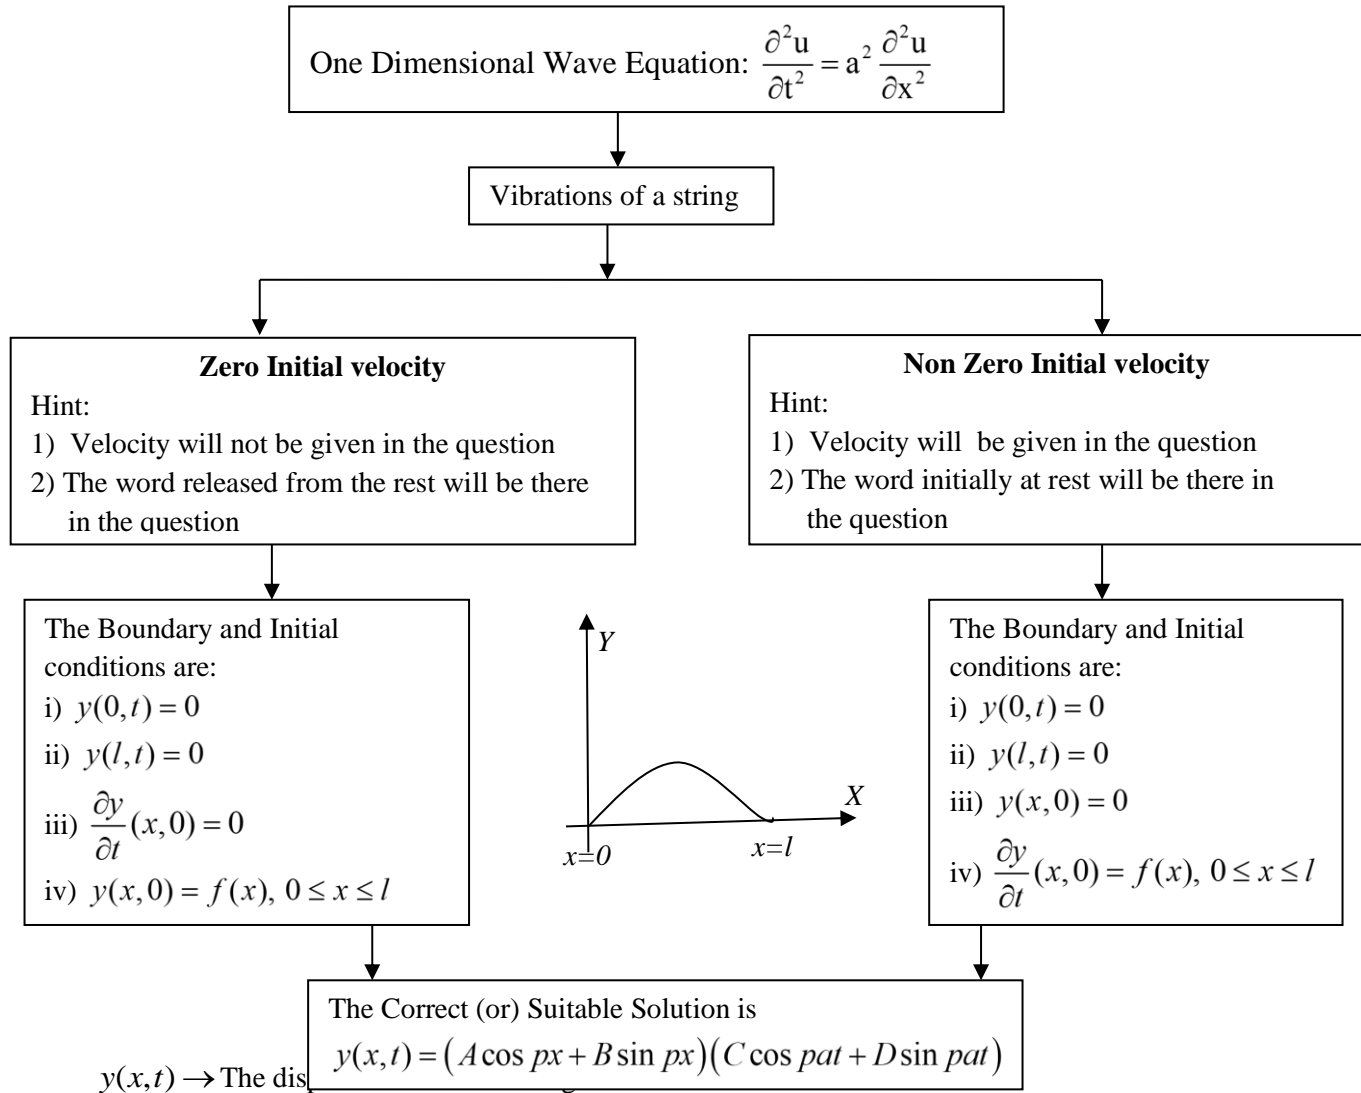 One Dimensional Wave Equation: ∂²u/∂t² = a² ∂²u/∂x²
Vibrations of a string
Zero Initial velocity
Hint:
1) Velocity will not be given in the question
2) The word released from the rest will be there
in the question
Non Zero Initial velocity
Hint:
1) Velocity will be given in the question
2) The word initially at rest will be there in
the question
The Boundary and Initial
conditions are:
i) y(0,t) = 0
ii) y(l,t) = 0
iii) ∂y/∂t (x,0) = 0
iv) y(x,0) = f(x), 0 ≤ x ≤ l
Y
X
x=0
x=l
The Boundary and Initial
conditions are:
i) y(0,t) = 0
ii) y(l,t) = 0
iii) y(x,0) = 0
iv) ∂y/∂t (x,0) = f(x), 0 ≤ x ≤ l
The Correct (or) Suitable Solution is
y(x,t) = (A cos px + B sin px)(C cos pat + D sin pat)
y(x,t) → The